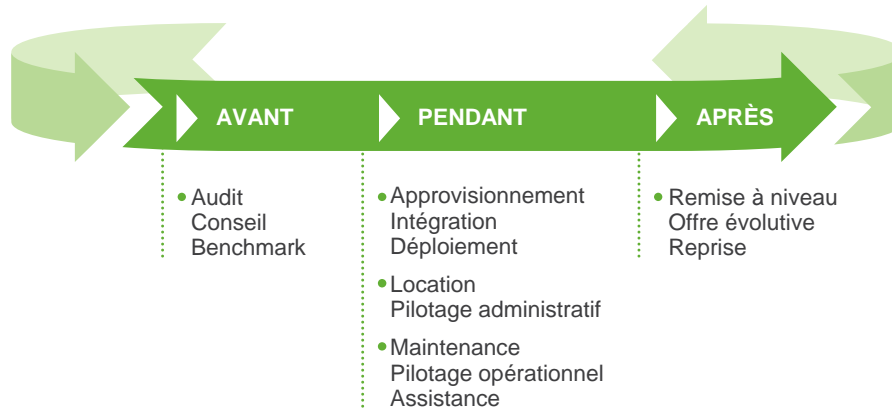 AVANT
PENDANT
APRÈS
• Audit
Conseil
Benchmark
• Approvisionnement
Intégration
Déploiement
• Location
Pilotage administratif
• Maintenance
Pilotage opérationnel
Assistance
• Remise à niveau
Offre évolutive
Reprise